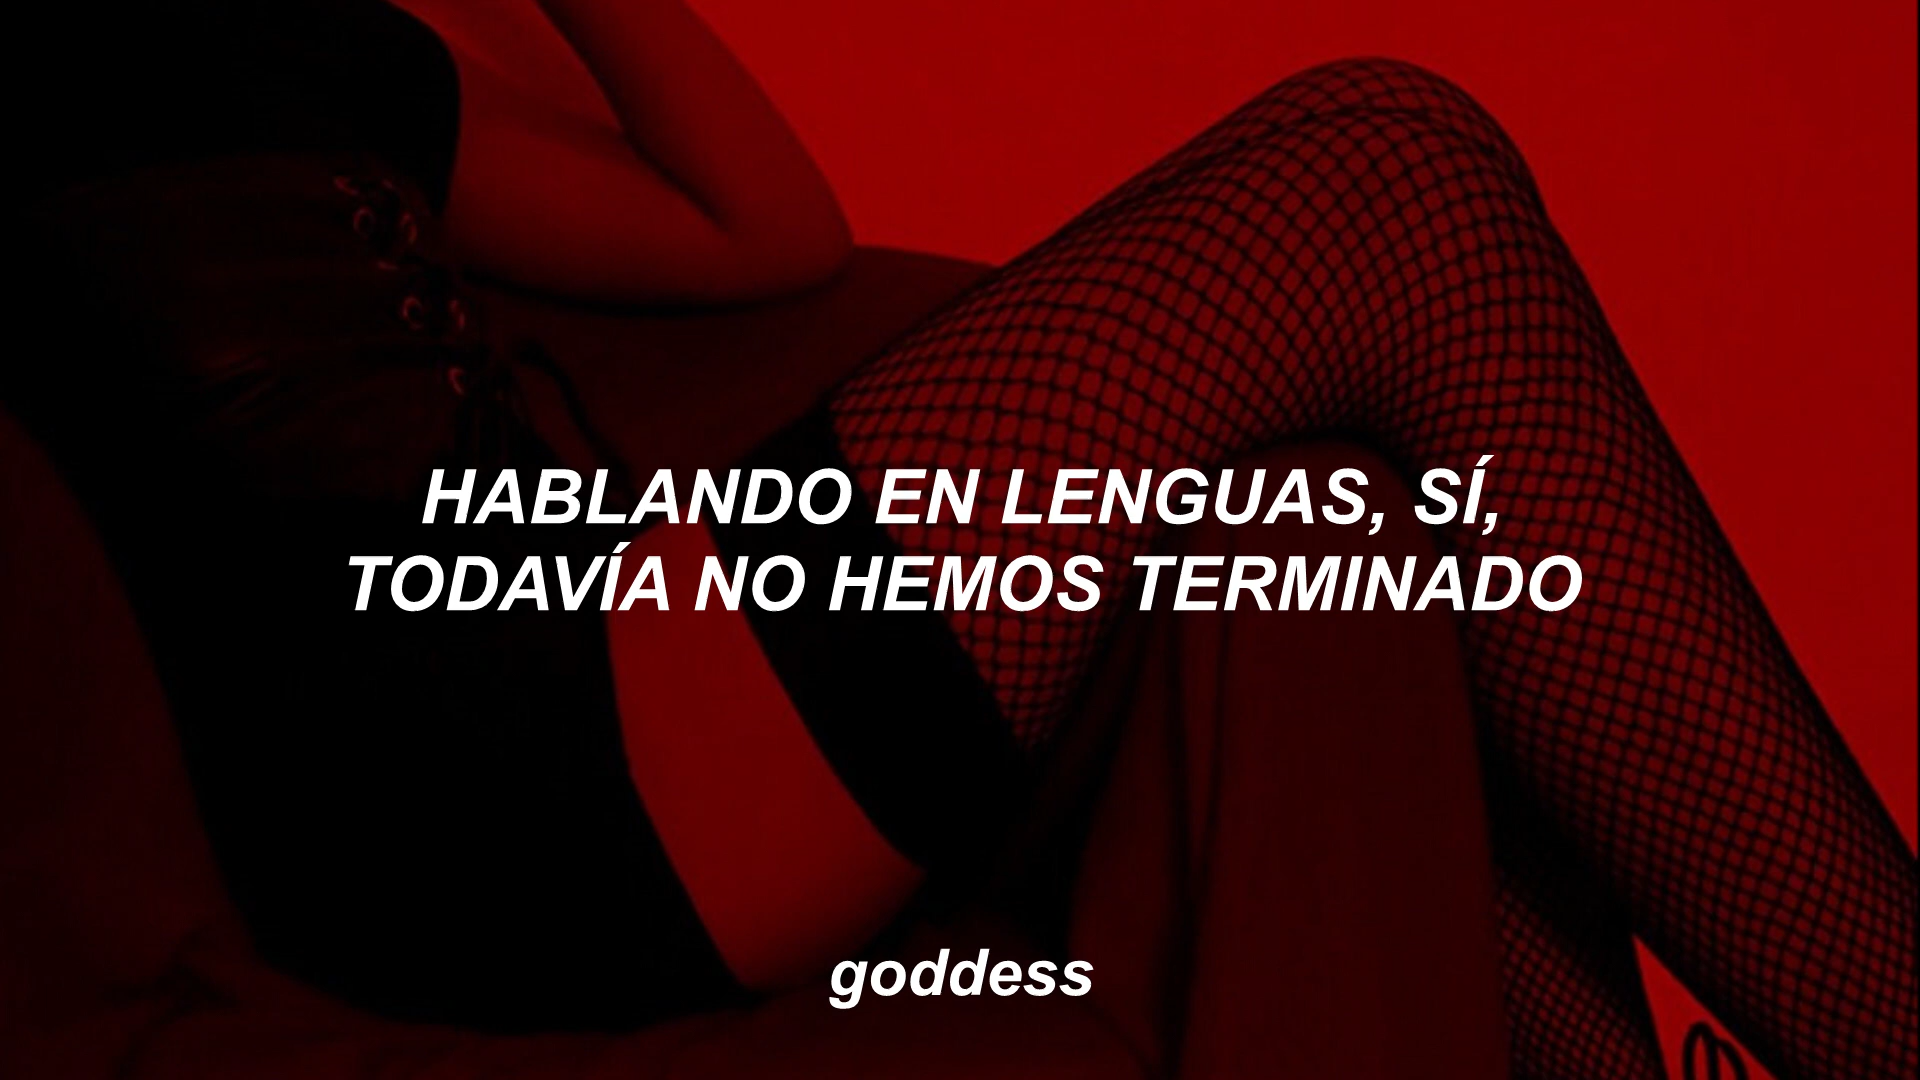 HABLANDO EN LENGUAS, SÍ,
TODAVÍA NO HEMOS TERMINADO
goddess